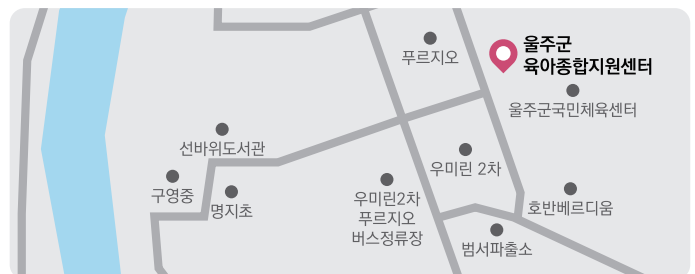 울주군
육아종합지원센터
푸르지오
울주군국민체육센터
선바위도서관
우미린 2차
구영중
명지초
우미린2차
푸르지오
버스정류장
호반베르디움
범서파출소